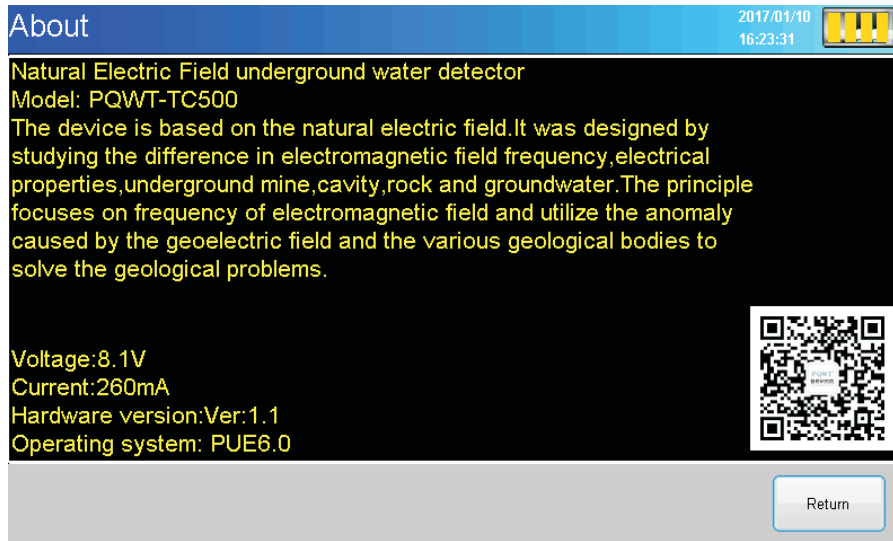 About
2017/01/10
16:23:31
Natural Electric Field underground water detector
Model: PQWT-TC500
The device is based on the natural electric field.It was designed by
studying the difference in electromagnetic field frequency,electrical
properties,underground mine,cavity,rock and groundwater.The principle
focuses on frequency of electromagnetic field and utilize the anomaly
caused by the geoelectric field and the various geological bodies to
solve the geological problems.
PQWT
Voltage:8.1V
Current:260mA
Hardware version:Ver:1.1
Operating system: PUE6.0
Return